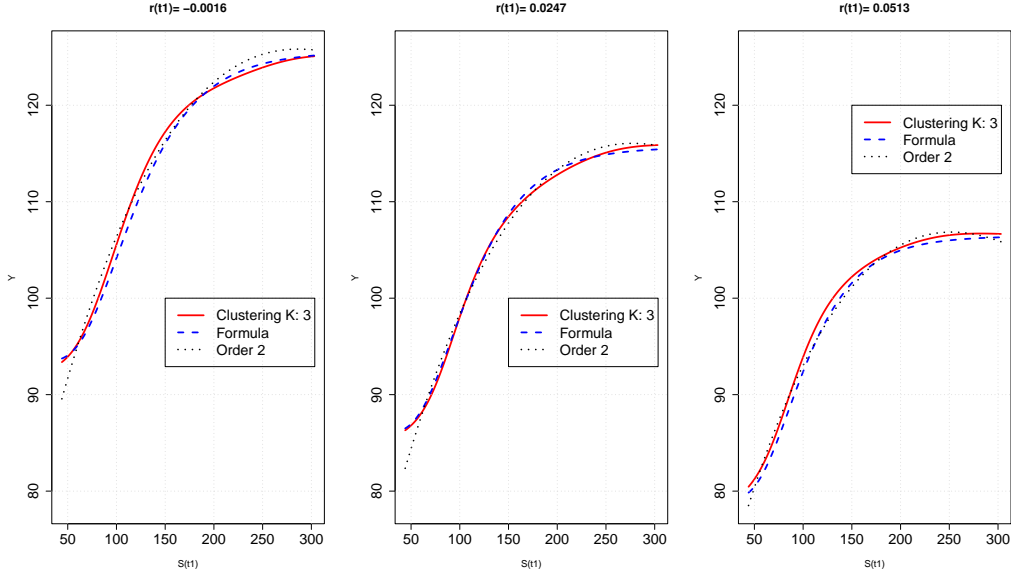 r(t1)= −0.0016
Y
120
110
100
90
80
50 100 150 200 250 300
S(t1)
Clustering K: 3
Formula
Order 2
r(t1)= 0.0247
Y
120
110
100
90
80
50 100 150 200 250 300
S(t1)
Clustering K: 3
Formula
Order 2
r(t1)= 0.0513
Y
120
110
100
90
80
50 100 150 200 250 300
S(t1)
Clustering K: 3
Formula
Order 2